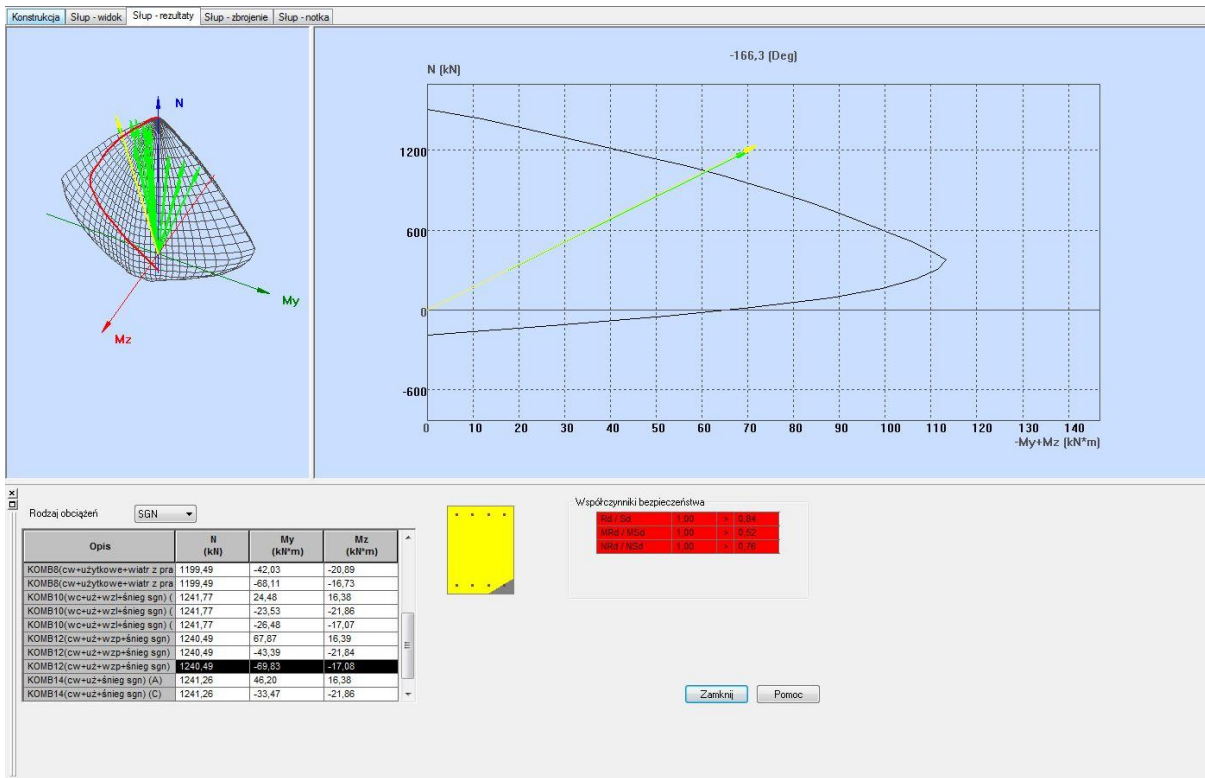 Konstrukcja Słup - widok Słup - rezultaty Słup - zbrojenie Słup - notka
N
My
Mz
-166,3 (Deg)
N (kN)
1200
600
0
-600
0 10 20 30 40 50 60 70 80 90 100 110 120 130 140
-My+Mz (kN*m)
Rodzaj obciążeń SGN
Opis N (kN) My (kN*m) Mz (kN*m)
KOMB8(cw+użytkowe+wiatr z pra 1199,49 -42,03 -20,89
KOMB8(cw+użytkowe+wiatr z pra 1199,49 -68,11 -16,73
KOMB10(wc+uż+wzl+śnieg sgn) ( 1241,77 24,48 16,38
KOMB10(wc+uż+wzl+śnieg sgn) ( 1241,77 -23,53 -21,86
KOMB10(wc+uż+wzl+śnieg sgn) ( 1241,77 -26,48 -17,07
KOMB12(cw+uż+wzp+śnieg sgn) 1240,49 67,87 16,39
KOMB12(cw+uż+wzp+śnieg sgn) 1240,49 -43,39 -21,84
KOMB12(cw+uż+wzp+śnieg sgn) 1240,49 -69,83 -17,08
KOMB14(cw+uż+śnieg sgn) (A) 1241,26 46,20 16,38
KOMB14(cw+uż+śnieg sgn) (C) 1241,26 -33,47 -21,86
Współczynniki bezpieczeństwa
Rd / Sd 1,00 > 0,84
MRd / MSd 1,00 > 0,52
NRd / NSd 1,00 > 0,76
Zamknij Pomoc